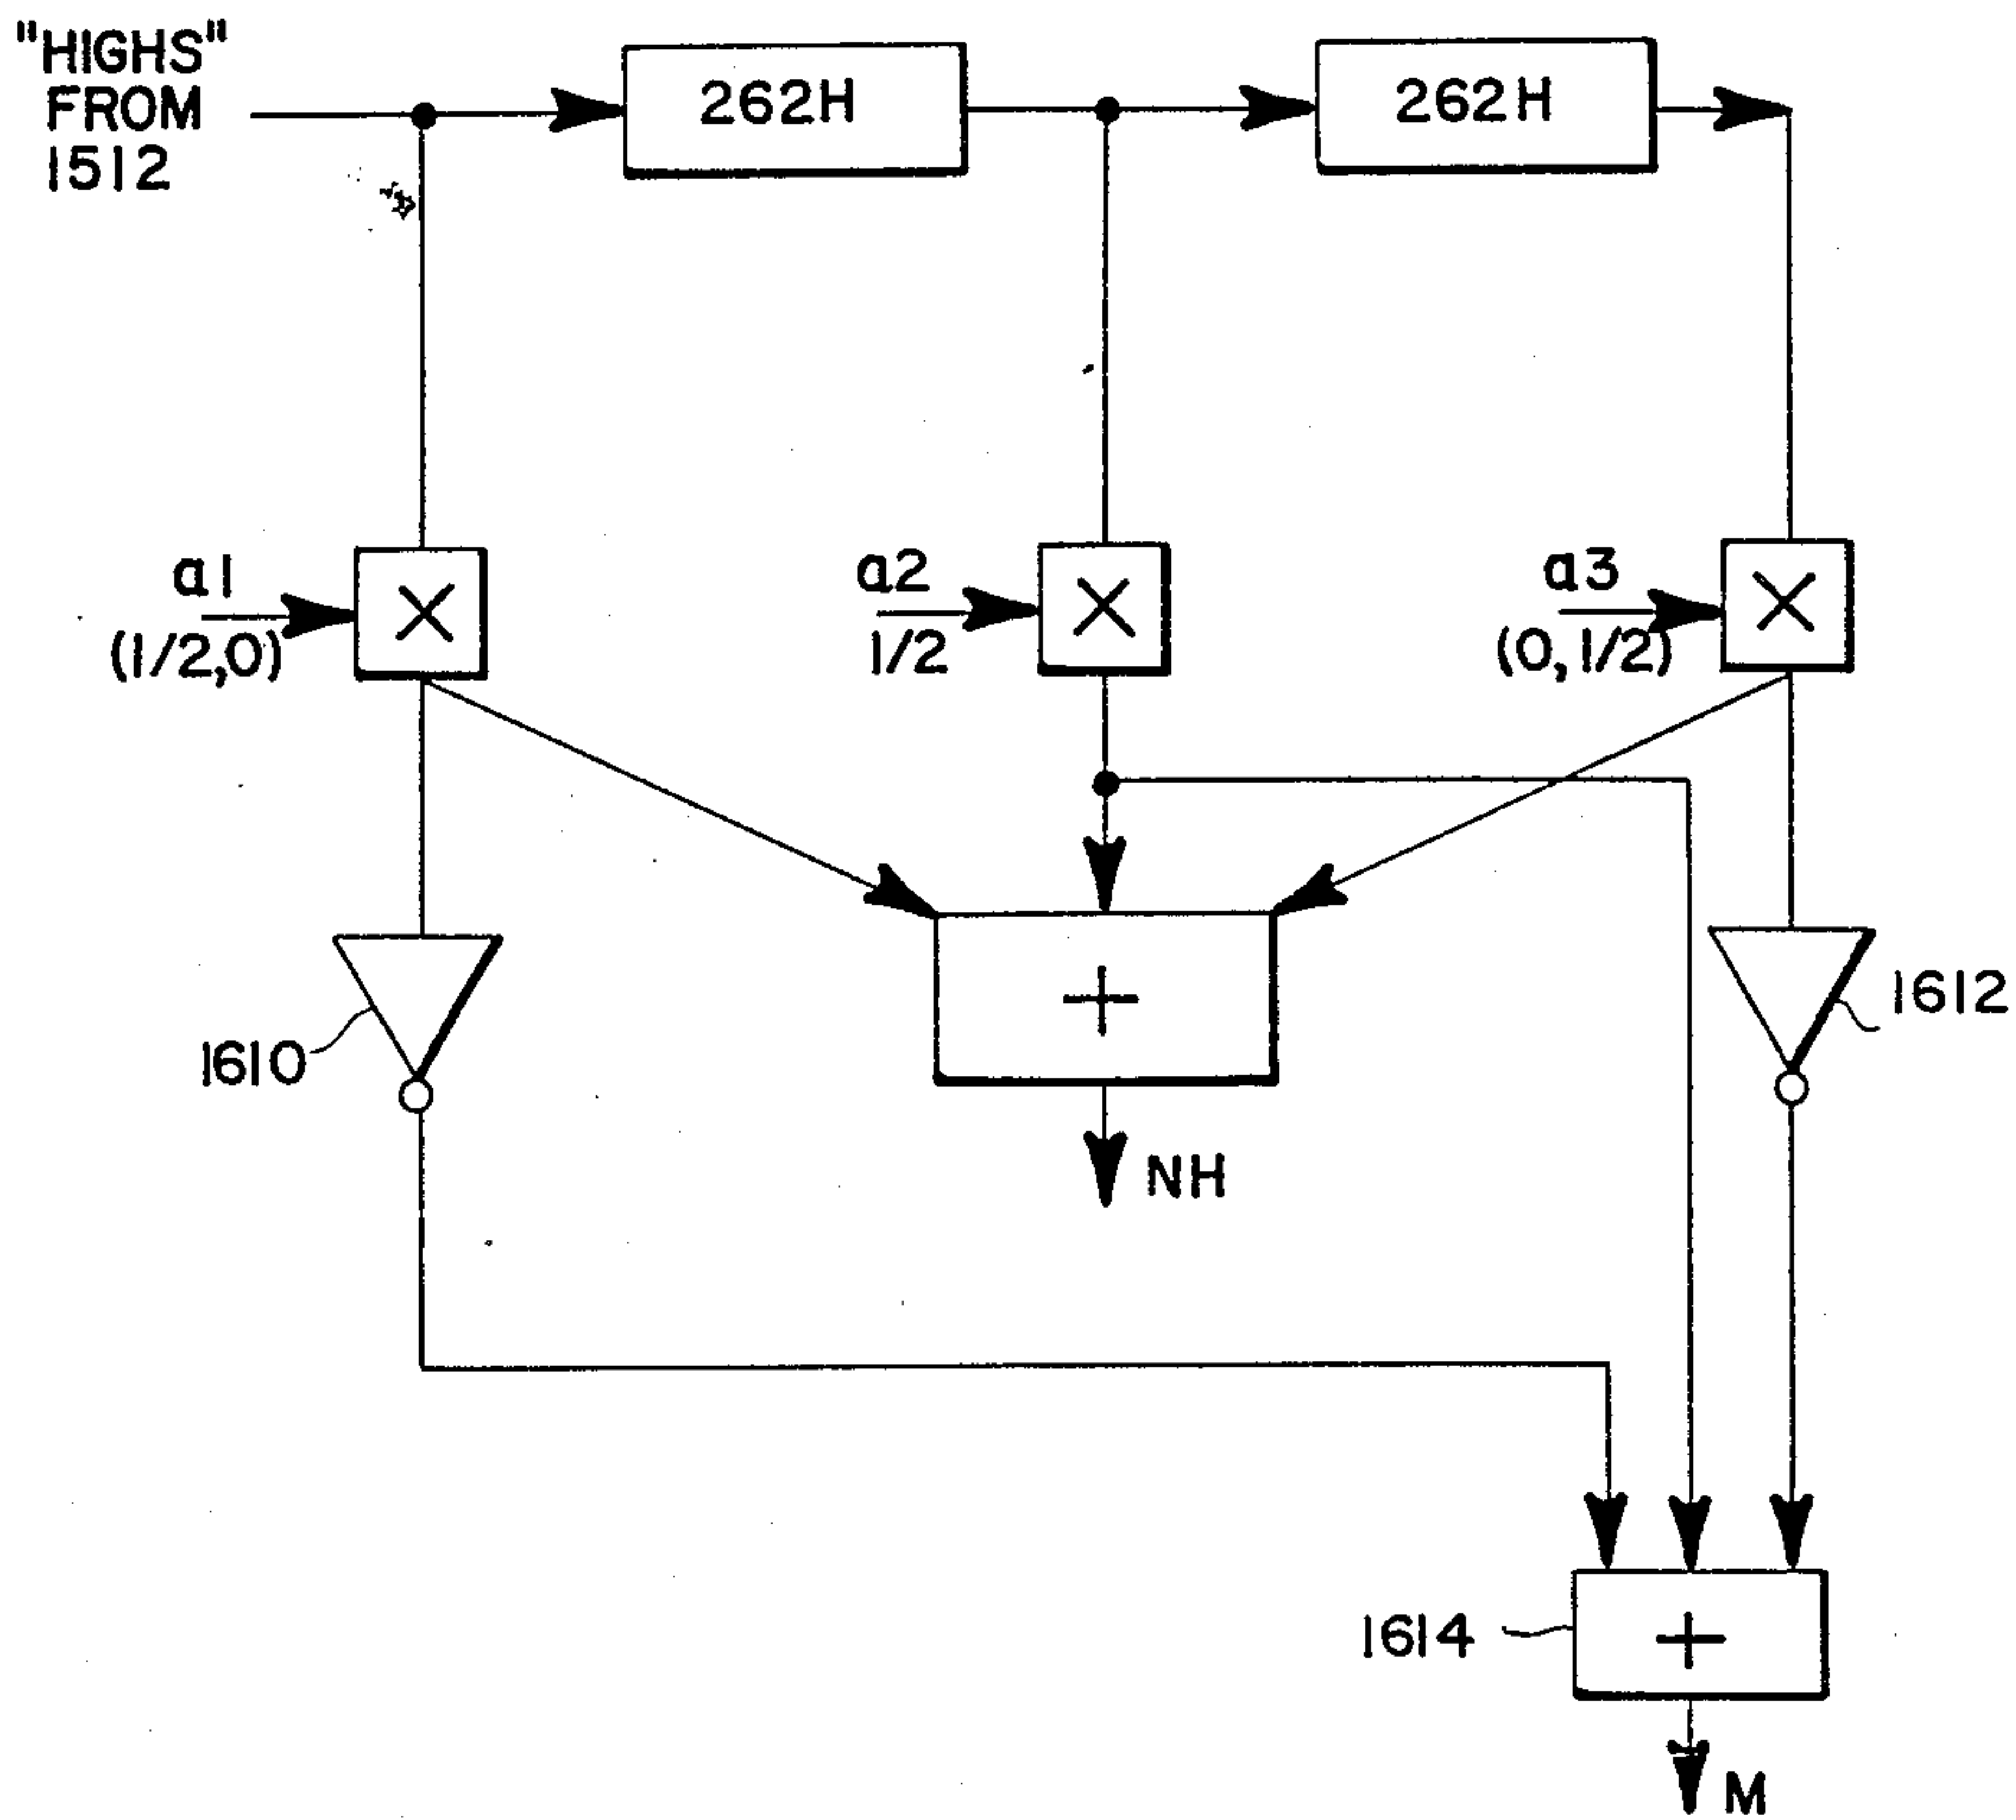 "HIGHS"
FROM
1512
262H
262H
a1
(1/2,0)
×
a2
1/2
×
a3
(0,1/2)
×
1610
+
1612
NH
1614
+
M